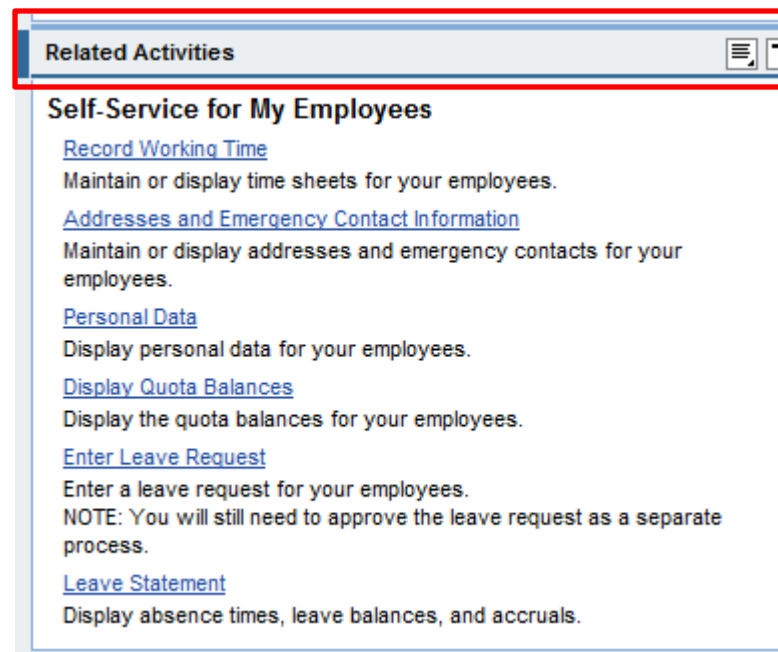 Related Activities
Self-Service for My Employees
Record Working Time
Maintain or display time sheets for your employees.
Addresses and Emergency Contact Information
Maintain or display addresses and emergency contacts for your
employees.
Personal Data
Display personal data for your employees.
Display Quota Balances
Display the quota balances for your employees.
Enter Leave Request
Enter a leave request for your employees.
NOTE: You will still need to approve the leave request as a separate
process.
Leave Statement
Display absence times, leave balances, and accruals.